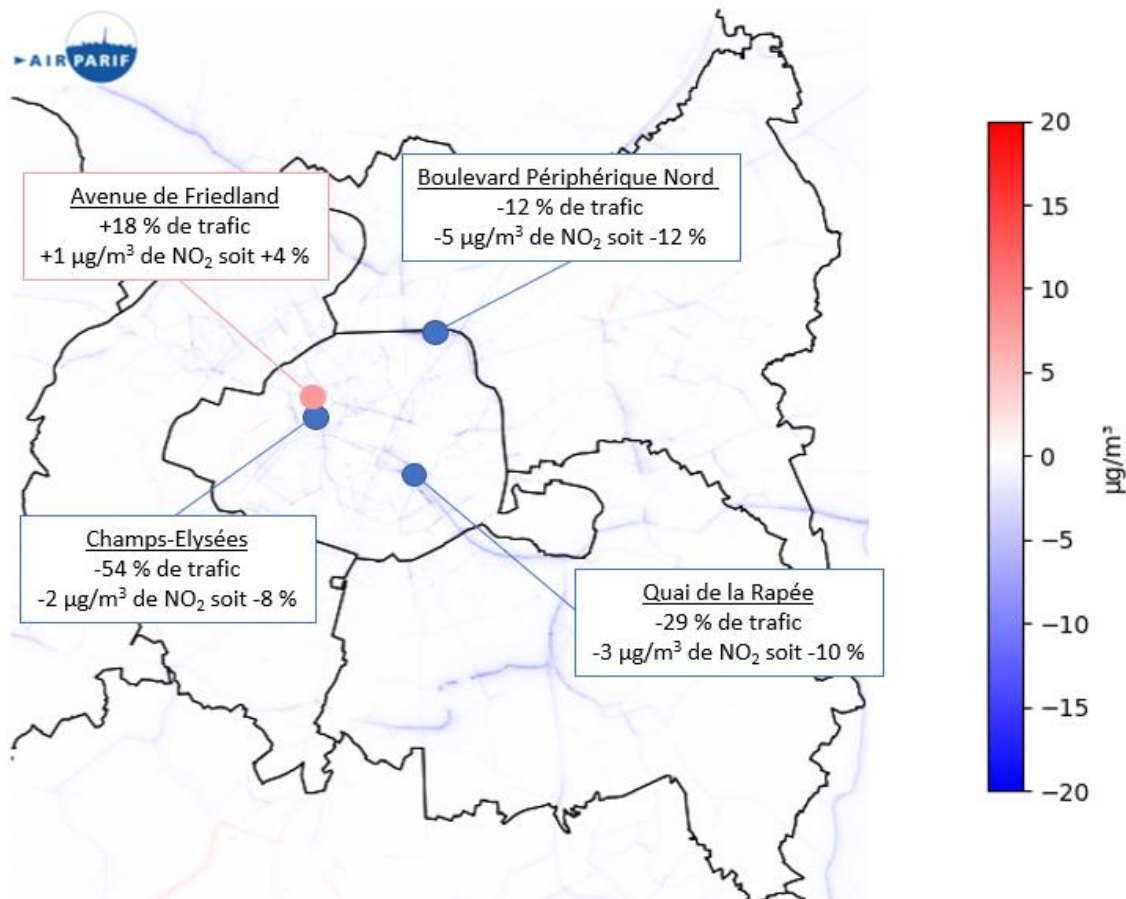 AIRPARIF
Boulevard Périphérique Nord
-12 % de trafic
-5 µg/m³ de NO₂ soit -12 %
Avenue de Friedland
+18 % de trafic
+1 µg/m³ de NO₂ soit +4 %
Champs-Elysées
-54 % de trafic
-2 µg/m³ de NO₂ soit -8 %
Quai de la Rapée
-29 % de trafic
-3 µg/m³ de NO₂ soit -10 %
20
15
10
5
0
−5
−10
−15
−20
µg/m³